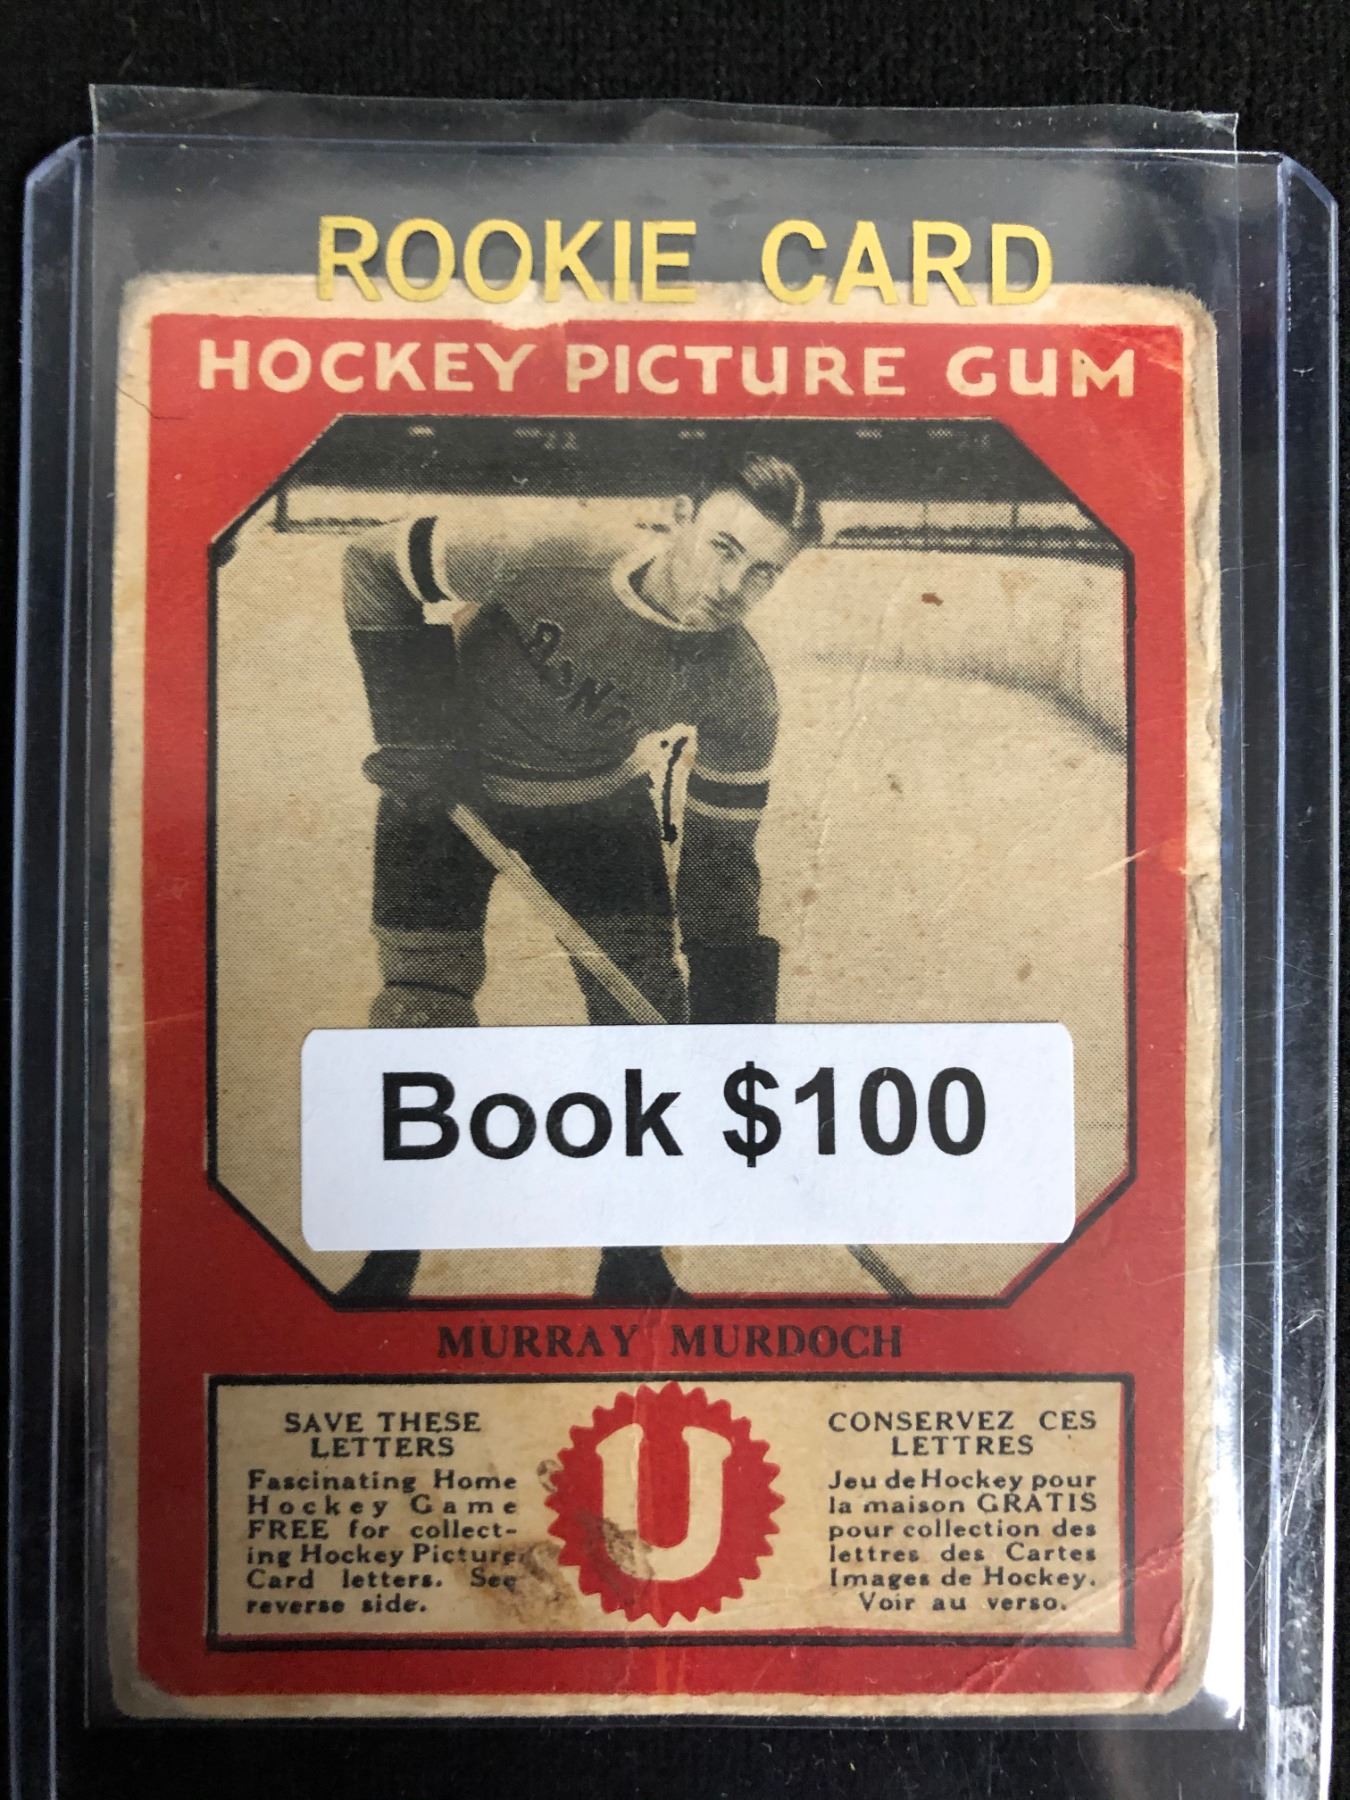 ROOKIE CARD
HOCKEY PICTURE GUM
RANG
Book $100
MURRAY MURDOCH
SAVE THESE
LETTERS
Fascinating Home
Hockey Game
FREE for collect-
ing Hockey Picture
Card letters. See
reverse side.
U
CONSERVEZ CES
LETTRES
Jeu de Hockey pour
la maison GRATIS
pour collection des
lettres des Cartes
Images de Hockey.
Voir au verso.